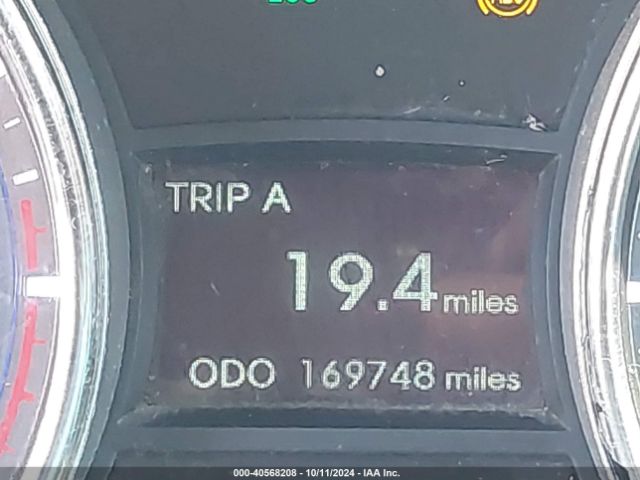 TRIP A
19.4 miles
ODO 169748 miles
000-40568208 - 10/11/2024 - IAA Inc.